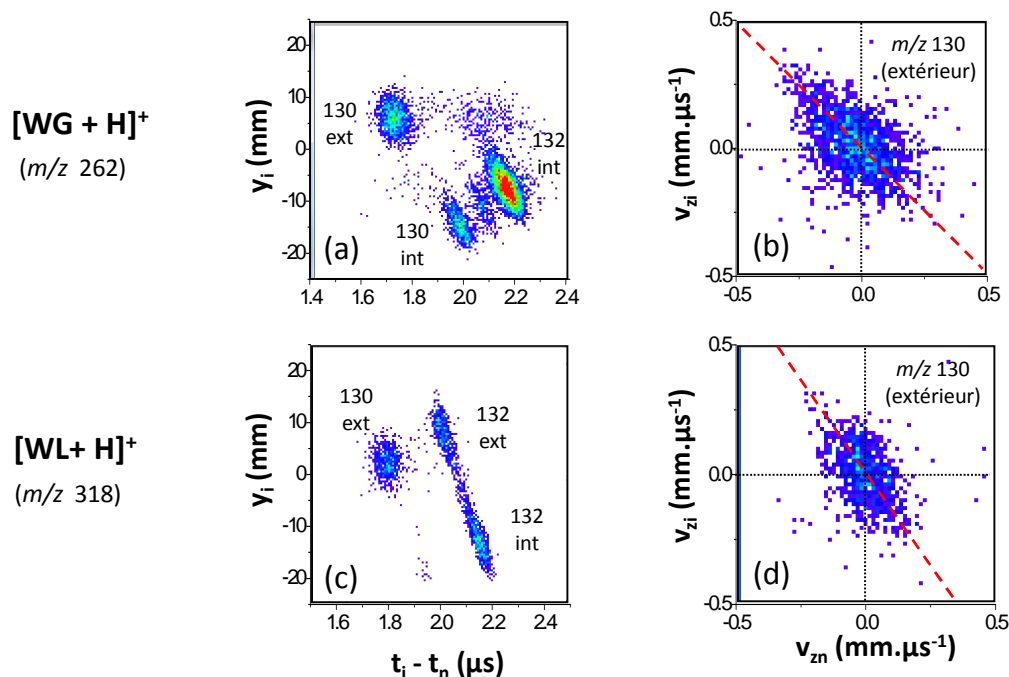 [WG + H]⁺
(m/z 262)
yᵢ (mm)
20
10
0
-10
-20
130
ext
132
int
130
int
(a)
1.4 1.6 1.8 2.0 2.2 2.4
v_zi (mm.µs⁻¹)
0.5
0.0
-0.5
m/z 130
(extérieur)
(b)
-0.5 0.0 0.5
[WL+ H]⁺
(m/z 318)
yᵢ (mm)
20
10
0
-10
-20
130
ext
132
ext
132
int
(c)
1.6 1.8 2.0 2.2 2.4
tᵢ - tₙ (µs)
v_zi (mm.µs⁻¹)
0.5
0.0
-0.5
m/z 130
(extérieur)
(d)
-0.5 0.0 0.5
v_zn (mm.µs⁻¹)